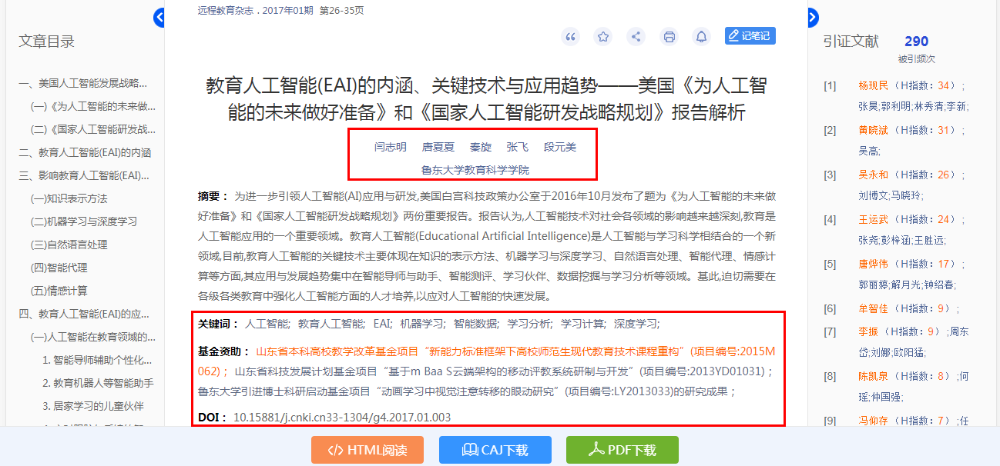 远程教育杂志 . 2017年01期 第26-35页
记笔记
教育人工智能(EAI)的内涵、关键技术与应用趋势——美国《为人工智
能的未来做好准备》和《国家人工智能研发战略规划》报告解析
闫志明 唐夏夏 秦旋 张飞 段元美
鲁东大学教育科学学院
摘要： 为进一步引领人工智能(AI)应用与研发,美国白宫科技政策办公室于2016年10月发布了题为《为人工智能的未来做
好准备》和《国家人工智能研发战略规划》两份重要报告。报告认为,人工智能技术对社会各领域的影响越来越深刻,教育是
人工智能应用的一个重要领域。教育人工智能(Educational Artificial Intelligence)是人工智能与学习科学相结合的一个新
领域,目前,教育人工智能的关键技术主要体现在知识的表示方法、机器学习与深度学习、自然语言处理、智能代理、情感计
算等方面,其应用与发展趋势集中在智能导师与助手、智能测评、学习伙伴、数据挖掘与学习分析等领域。基此,迫切需要在
各级各类教育中强化人工智能方面的人才培养,以应对人工智能的快速发展。
关键词： 人工智能; 教育人工智能; EAI; 机器学习; 智能数据; 学习分析; 学习计算; 深度学习;
基金资助： 山东省本科高校教学改革基金项目“新能力标准框架下高校师范生现代教育技术课程重构”(项目编号:2015M
062)； 山东省科技发展计划基金项目“基于m Baa S云端架构的移动评教系统研制与开发”(项目编号:2013YD01031)；
鲁东大学引进博士科研启动基金项目“动画学习中视觉注意转移的眼动研究”(项目编号:LY2013033)的研究成果；
DOI： 10.15881/j.cnki.cn33-1304/g4.2017.01.003
文章目录
一、美国人工智能发展战略...
(一)《为人工智能的未来做...
(二)《国家人工智能研发战...
二、教育人工智能(EAI)的内涵
三、影响教育人工智能(EAI)...
(一)知识表示方法
(二)机器学习与深度学习
(三)自然语言处理
(四)智能代理
(五)情感计算
四、教育人工智能(EAI)的应...
(一)人工智能在教育领域的...
1. 智能导师辅助个性化...
2. 教育机器人等智能助手
3. 居家学习的儿童伙伴
引证文献 290
被引频次
[1] 杨现民（H指数：34）;
张昊;郭利明;林秀清;李新;
[2] 黄晓斌（H指数：31）;
吴高;
[3] 吴永和（H指数：26）;
刘博文;马晓玲;
[4] 王运武（H指数：24）;
张尧;彭梓涵;王胜远;
[5] 唐烨伟（H指数：17）;
郭丽婷;解月光;钟绍春;
[6] 牟智佳（H指数：9）;
[7] 李振（H指数：9）;周东
岱;刘娜;欧阳猛;
[8] 陈凯泉（H指数：8）;何
瑶;仲国强;
[9] 冯仰存（H指数：7）;任
HTML阅读 CAJ下载 PDF下载